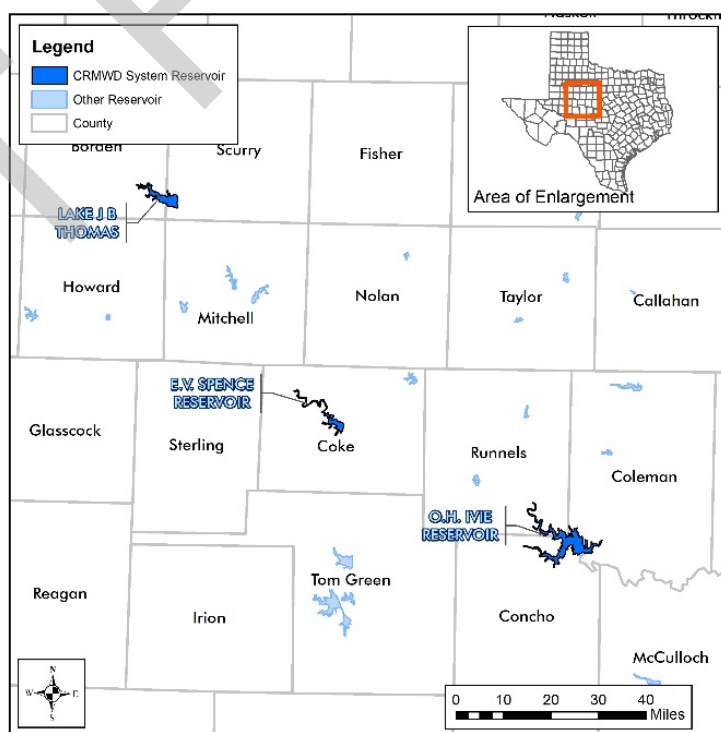 Legend
CRMWD System Reservoir
Other Reservoir
County
Area of Enlargement
Borden
Scurry
Fisher
LAKE J.B.
THOMAS
Howard
Mitchell
Nolan
Taylor
Callahan
E.V. SPENCE
RESERVOIR
Glasscock
Sterling
Coke
Runnels
Coleman
O.H. IVIE
RESERVOIR
Reagan
Irion
Tom Green
Concho
McCulloch
N
W E
S
0 10 20 30 40
Miles